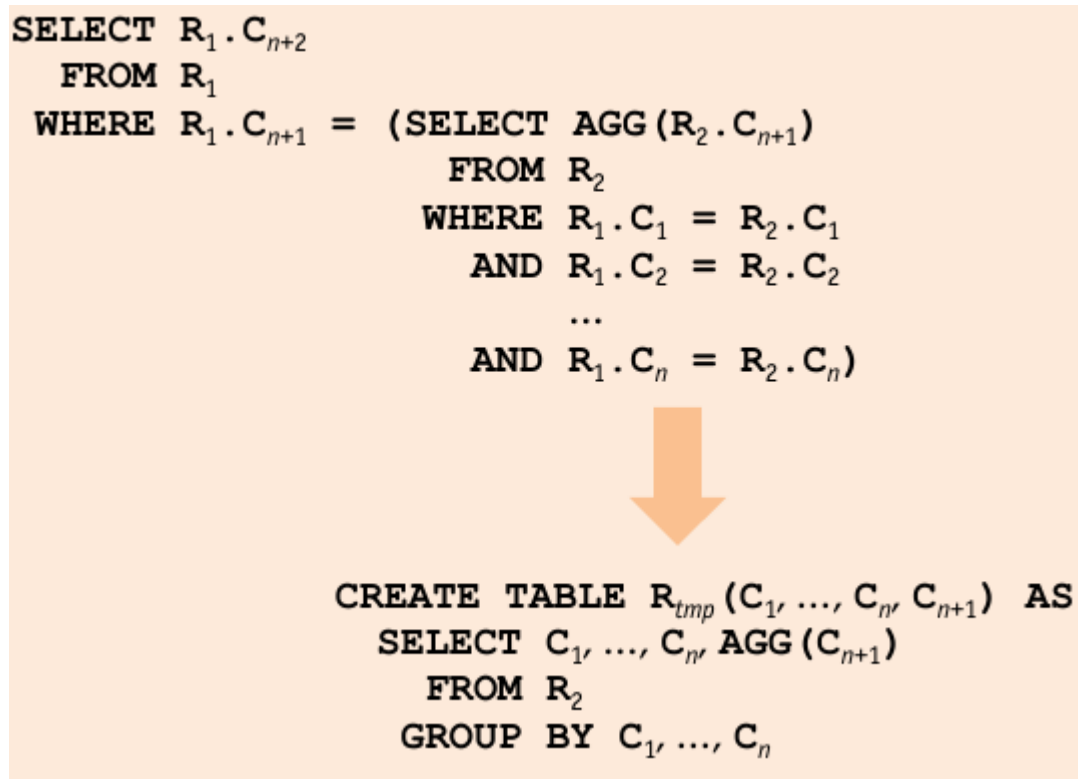 SELECT R₁.Cₙ₊₂
FROM R₁
WHERE R₁.Cₙ₊₁ = (SELECT AGG(R₂.Cₙ₊₁)
FROM R₂
WHERE R₁.C₁ = R₂.C₁
AND R₁.C₂ = R₂.C₂
...
AND R₁.Cₙ = R₂.Cₙ)
CREATE TABLE Rₜₘₚ(C₁, ..., Cₙ, Cₙ₊₁) AS
SELECT C₁, ..., Cₙ, AGG(Cₙ₊₁)
FROM R₂
GROUP BY C₁, ..., Cₙ